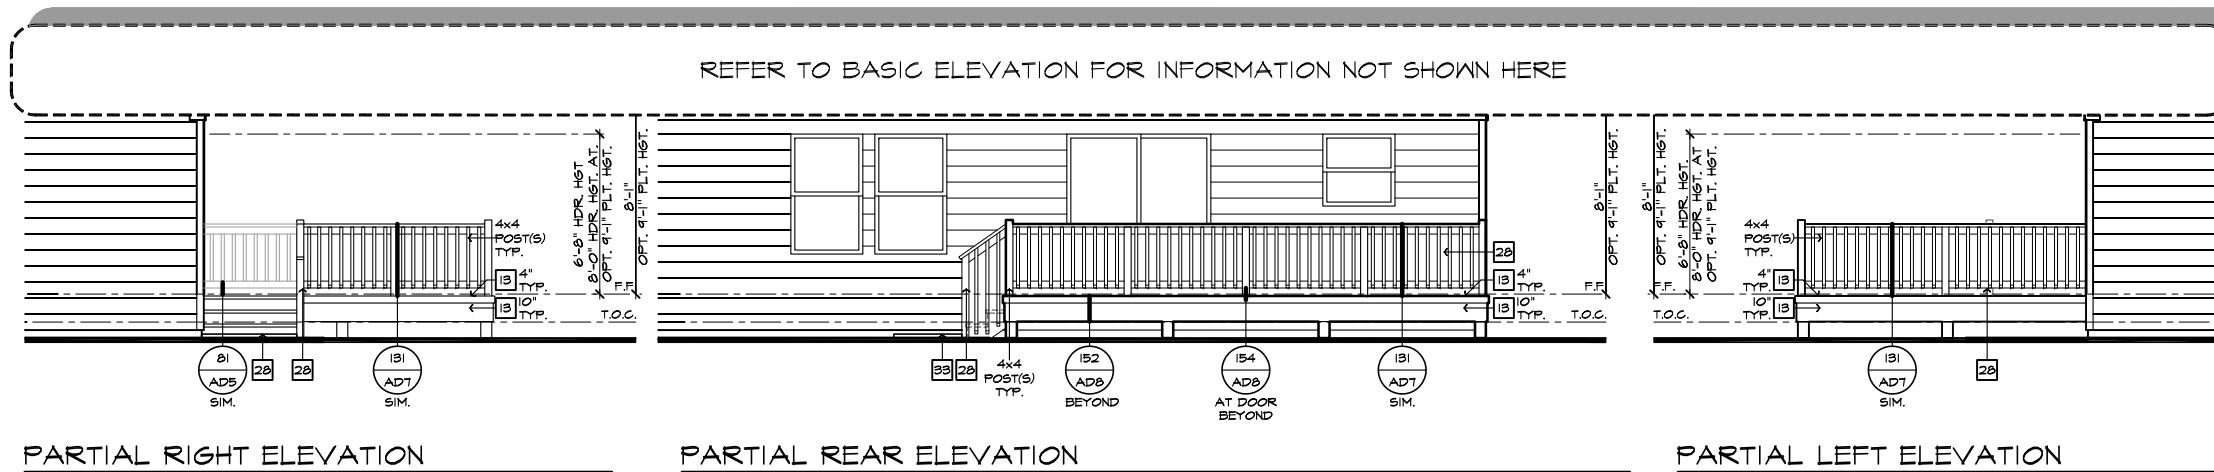 REFER TO BASIC ELEVATION FOR INFORMATION NOT SHOWN HERE
6'-8" HDR. HGT
8'-0" HDR. HGT. AT.
OPT. 9'-1" PLT. HGT.
8'-1"
OPT. 9'-1" PLT. HGT.
4x4
POST(S)
TYP.
13 4"
TYP.
13 10"
TYP.
F.F.
T.O.C.
81
AD5
SIM.
28
28
131
AD7
SIM.
PARTIAL RIGHT ELEVATION
28
13 4"
TYP.
13 10"
TYP.
8'-1"
OPT. 9'-1" PLT. HGT.
F.F.
T.O.C.
33
28
4x4
POST(S)
TYP.
152
AD8
BEYOND
154
AD8
AT DOOR
BEYOND
131
AD7
SIM.
PARTIAL REAR ELEVATION
8'-1"
OPT. 9'-1" PLT. HGT.
6'-8" HDR. HGT.
8'-0" HDR. HGT. AT
OPT. 9'-1" PLT. HGT.
4x4
POST(S)
TYP.
4"
TYP. 13
10"
TYP. 13
F.F.
T.O.C.
131
AD7
SIM.
28
PARTIAL LEFT ELEVATION